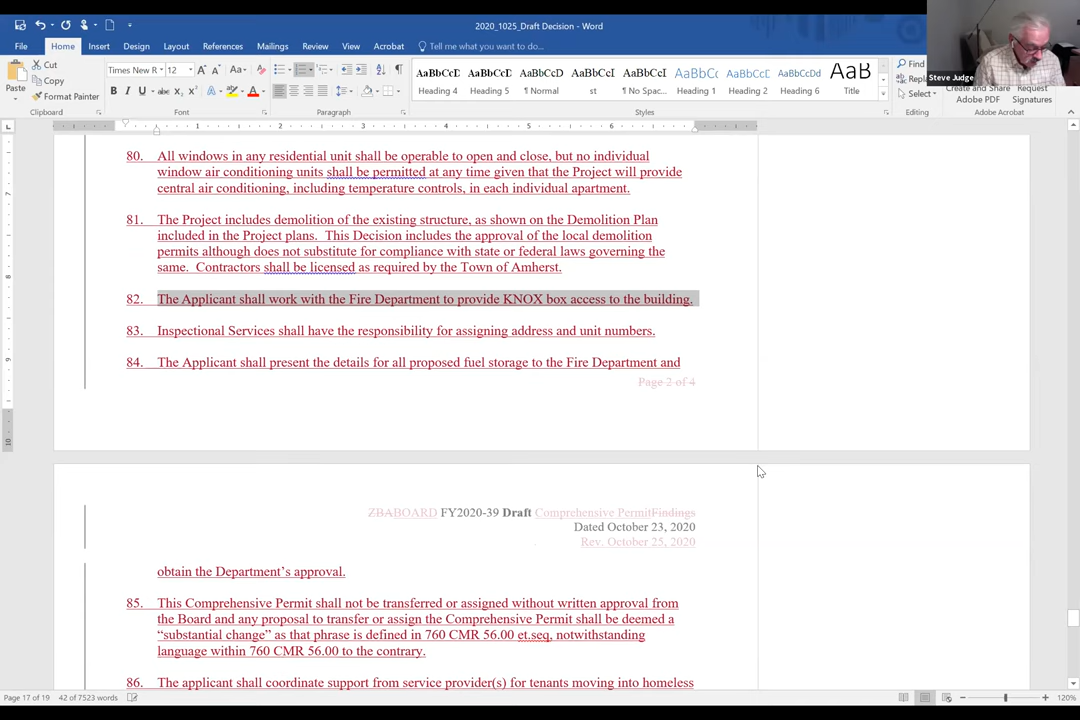 2020_1025_Draft Decision - Word
Steve Judge
File Home Insert Design Layout References Mailings Review View Acrobat Tell me what you want to do...
Paste
Cut
Copy
Format Painter
Times New R 12
Find
Select
AaBbCcD AaBbCcD AaBbCcD AaBbCcI AaBbCcD AaBbCcI AaBbCcD AaBbCcDd AaB
Heading 4 Heading 5 ¶ Normal st ¶ No Spac... Heading 1 Heading 2 Heading 6 Title
Create and Share Adobe PDF
Request Signatures
Clipboard Font Paragraph Styles Editing Adobe Acrobat
80. All windows in any residential unit shall be operable to open and close, but no individual
window air conditioning units shall be permitted at any time given that the Project will provide
central air conditioning, including temperature controls, in each individual apartment.
81. The Project includes demolition of the existing structure, as shown on the Demolition Plan
included in the Project plans. This Decision includes the approval of the local demolition
permits although does not substitute for compliance with state or federal laws governing the
same. Contractors shall be licensed as required by the Town of Amherst.
82. The Applicant shall work with the Fire Department to provide KNOX box access to the building.
83. Inspectional Services shall have the responsibility for assigning address and unit numbers.
84. The Applicant shall present the details for all proposed fuel storage to the Fire Department and
Page 2 of 4
ZBABOARD FY2020-39 Draft Comprehensive PermitFindings
Dated October 23, 2020
Rev. October 25, 2020
obtain the Department’s approval.
85. This Comprehensive Permit shall not be transferred or assigned without written approval from
the Board and any proposal to transfer or assign the Comprehensive Permit shall be deemed a
“substantial change” as that phrase is defined in 760 CMR 56.00 et.seq, notwithstanding
language within 760 CMR 56.00 to the contrary.
86. The applicant shall coordinate support from service provider(s) for tenants moving into homeless
Page 17 of 19 42 of 7523 words 120%